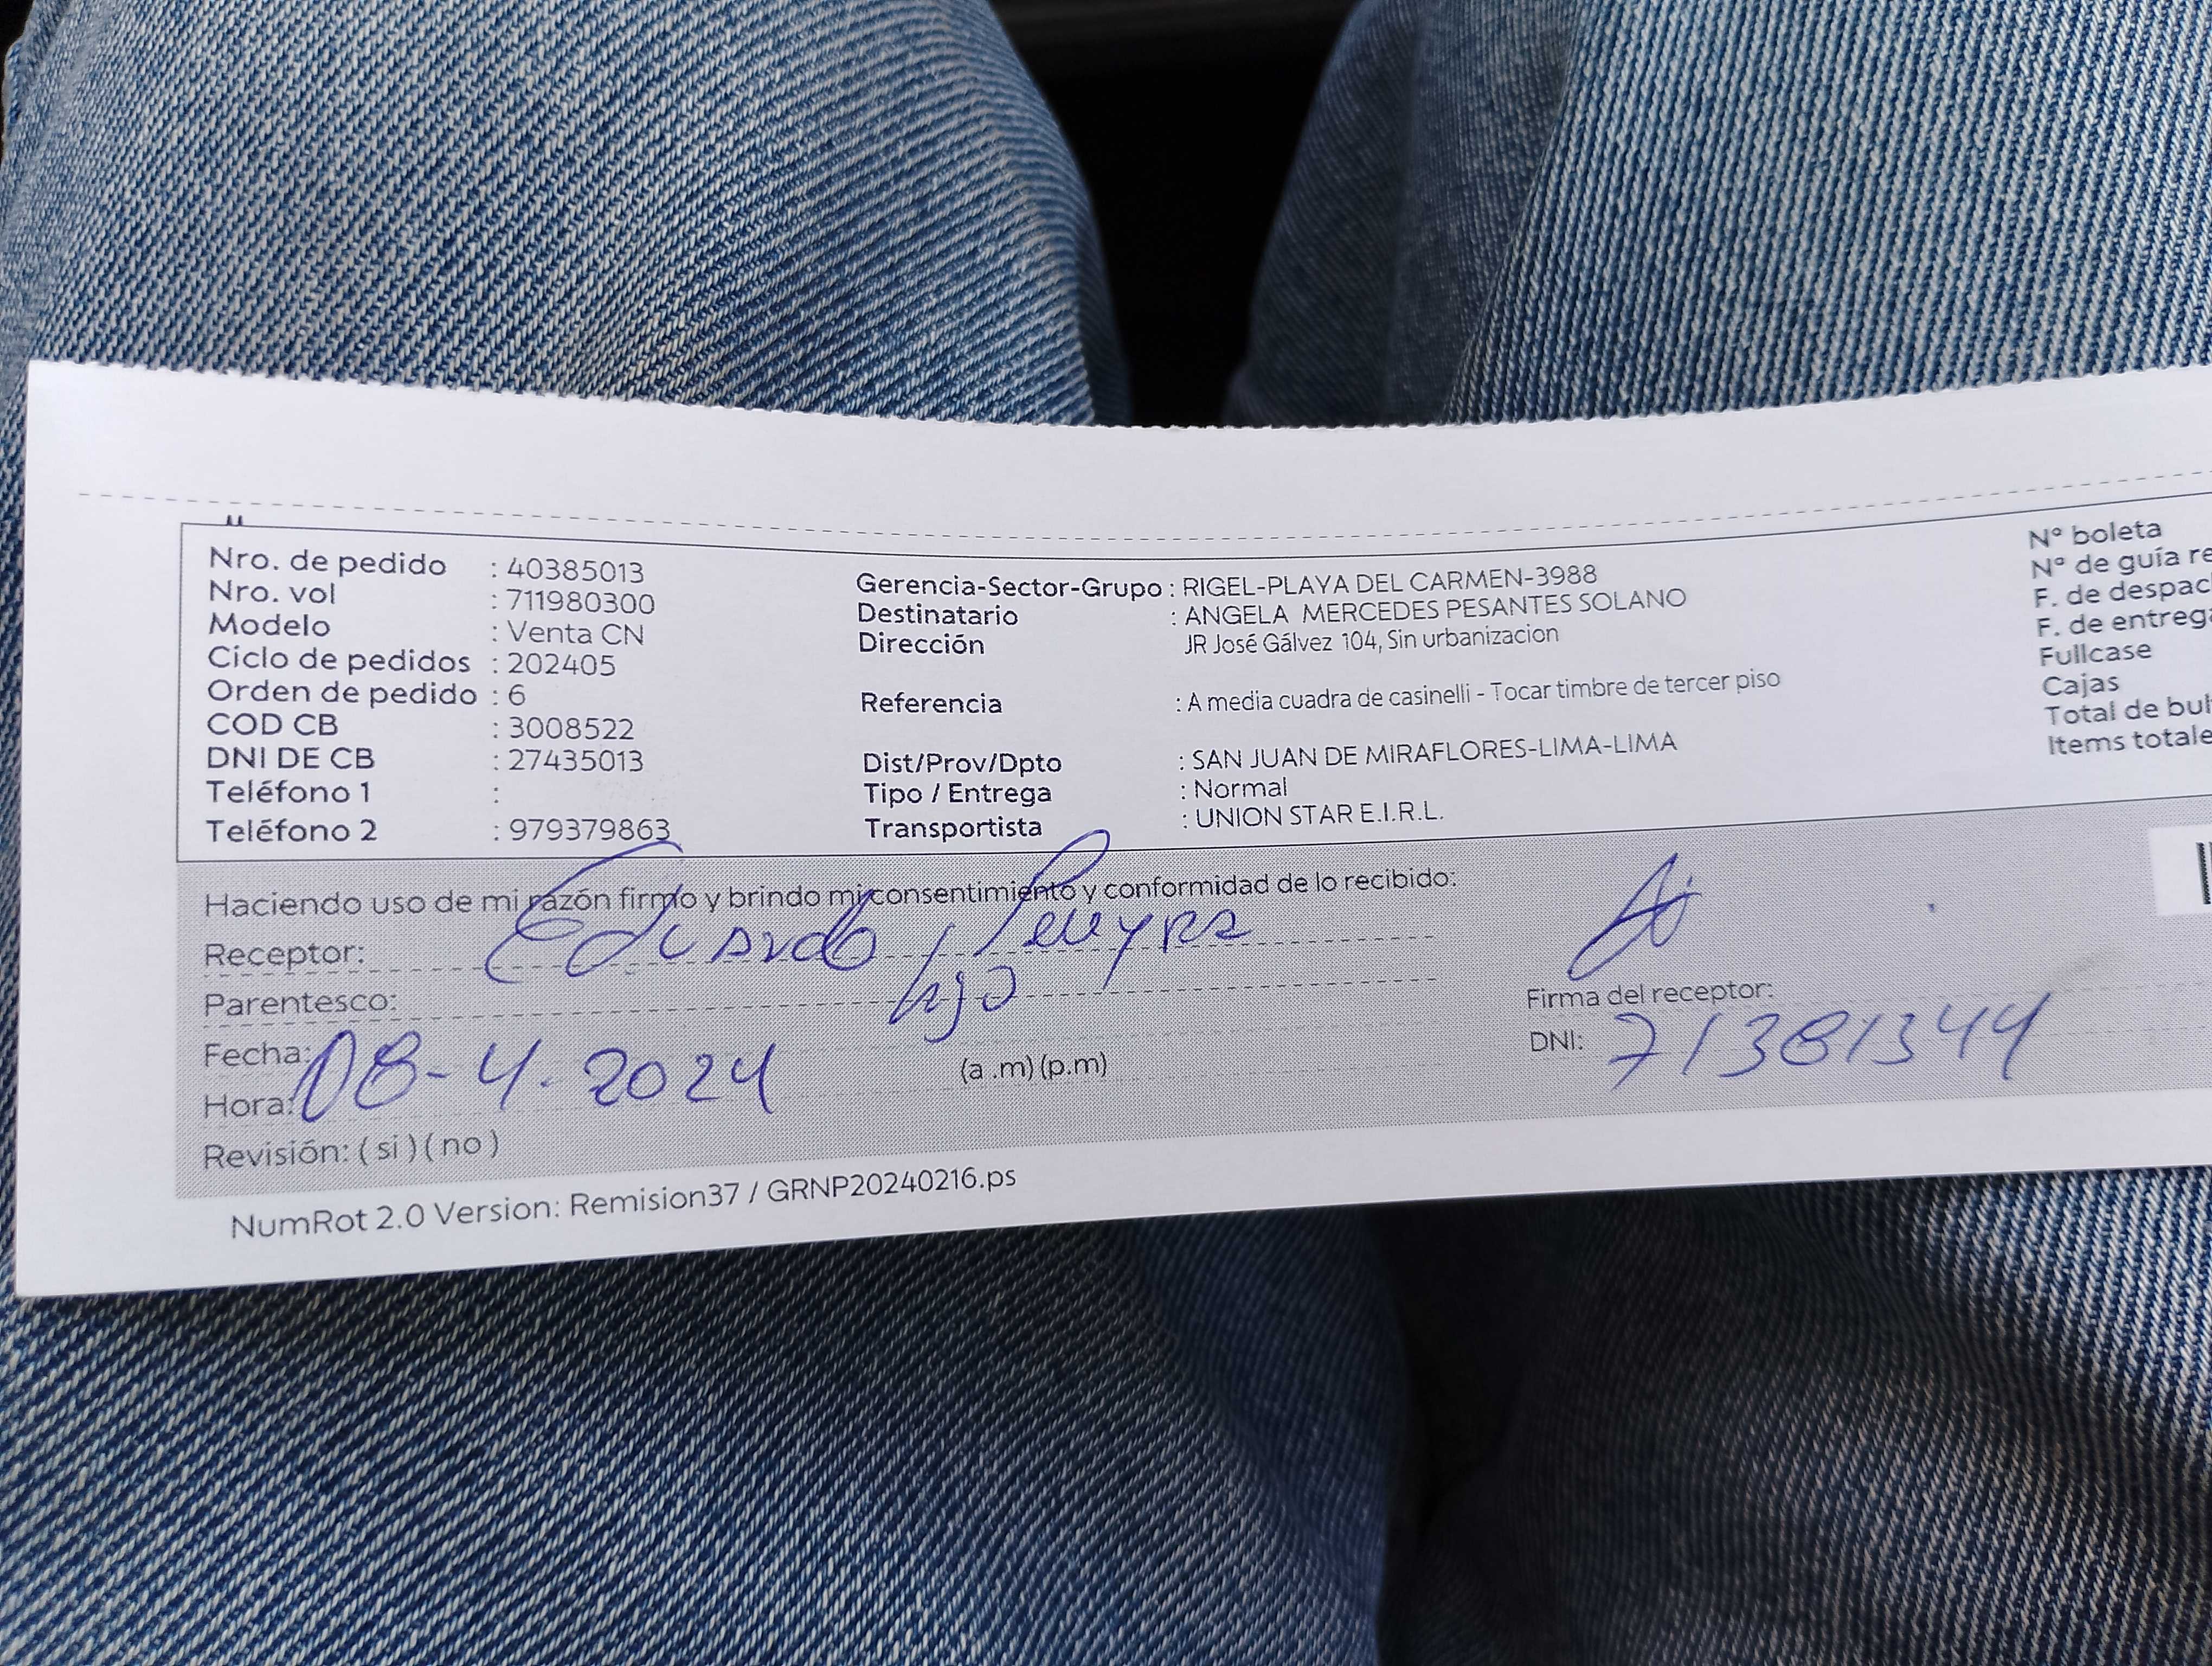 Nro. de pedido : 40385013
Nro. vol : 711980300
Modelo : Venta CN
Ciclo de pedidos : 202405
Orden de pedido : 6
COD CB : 3008522
DNI DE CB : 27435013
Teléfono 1 :
Teléfono 2 : 979379863
Gerencia-Sector-Grupo : RIGEL-PLAYA DEL CARMEN-3988
Destinatario : ANGELA MERCEDES PESANTES SOLANO
Dirección JR José Gálvez 104, Sin urbanizacion
Referencia : A media cuadra de casinelli - Tocar timbre de tercer piso
Dist/Prov/Dpto : SAN JUAN DE MIRAFLORES-LIMA-LIMA
Tipo / Entrega : Normal
Transportista : UNION STAR E.I.R.L.
N° boleta
N° de guía re
F. de despac
F. de entreg
Fullcase
Cajas
Total de bul
Items totale
Haciendo uso de mi razón firmo y brindo mi consentimiento y conformidad de lo recibido:
Receptor: Eduardo
Parentesco: hijo
Fecha: 08-4.2024
Hora: (a .m) (p.m)
Revisión: ( si ) ( no )
Firma del receptor:
DNI: 71381344
NumRot 2.0 Version: Remision37 / GRNP20240216.ps